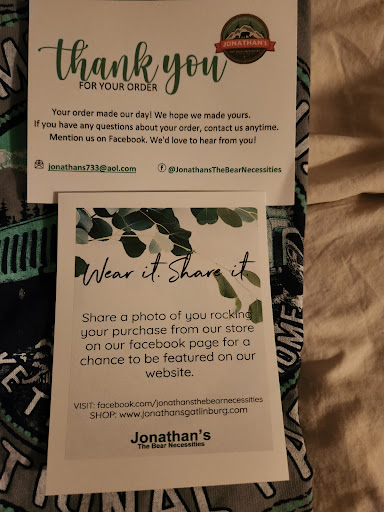 thank you
JONATHAN'S
FOR YOUR ORDER
Your order made our day! We hope we made yours.
If you have any questions about your order, contact us anytime.
Mention us on Facebook. We'd love to hear from you!
jonathans733@aol.com
@JonathansTheBearNecessities
Wear it. Share it.
Share a photo of you rocking
your purchase from our store
on our facebook page for a
chance to be featured on our
website.
VISIT: facebook.com/jonathansthebearnecessities
SHOP: www.jonathansgatlinburg.com
Jonathan's
The Bear Necessities